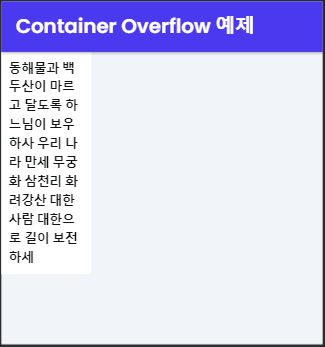 Container Overflow 예제
동해물과 백
두산이 마르
고 닳도록 하
느님이 보우
하사 우리 나
라 만세 무궁
화 삼천리 화
려강산 대한
사람 대한으
로 길이 보전
하세